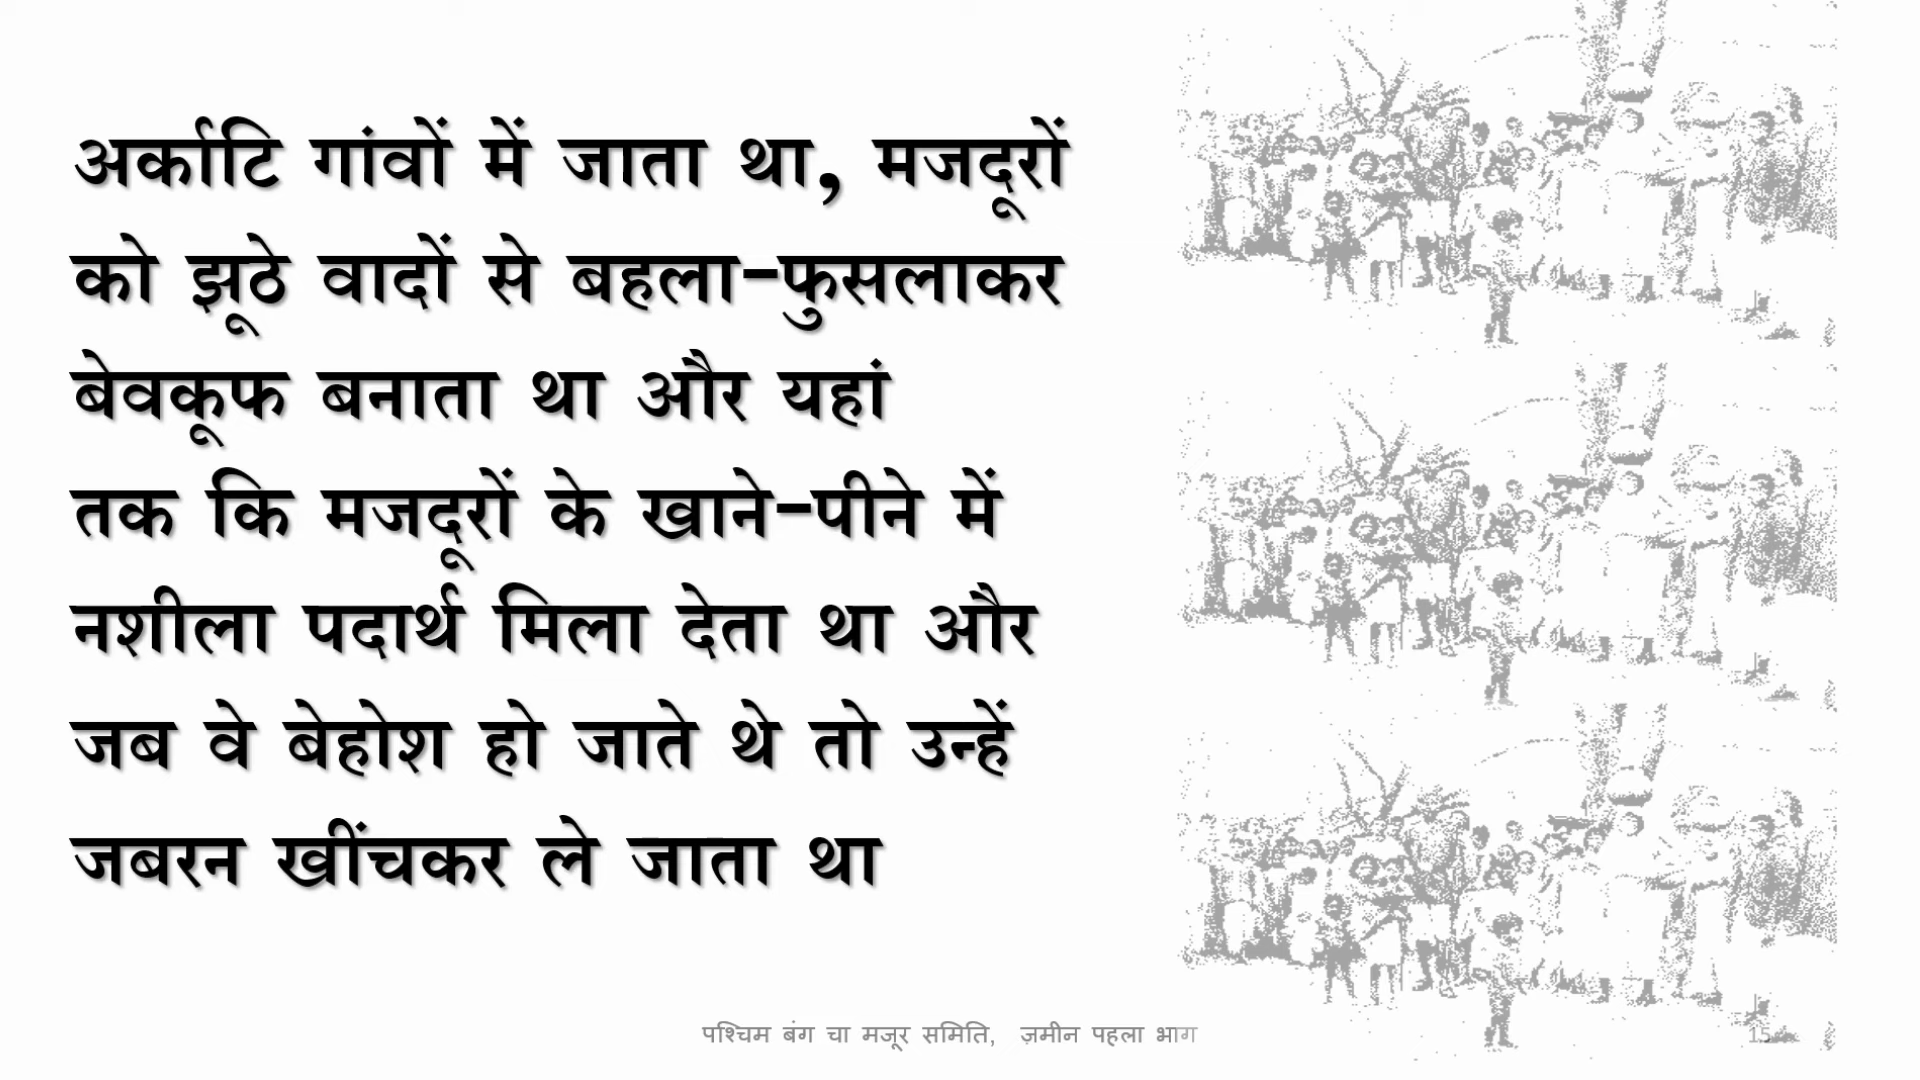 अर्काटि गांवों में जाता था, मजदूरों
को झूठे वादों से बहला-फुसलाकर
बेवकूफ बनाता था और यहां
तक कि मजदूरों के खाने-पीने में
नशीला पदार्थ मिला देता था और
जब वे बेहोश हो जाते थे तो उन्हें
जबरन खींचकर ले जाता था
पश्चिम बंग चा मजूर समिति, ज़मीन पहला भाग
15